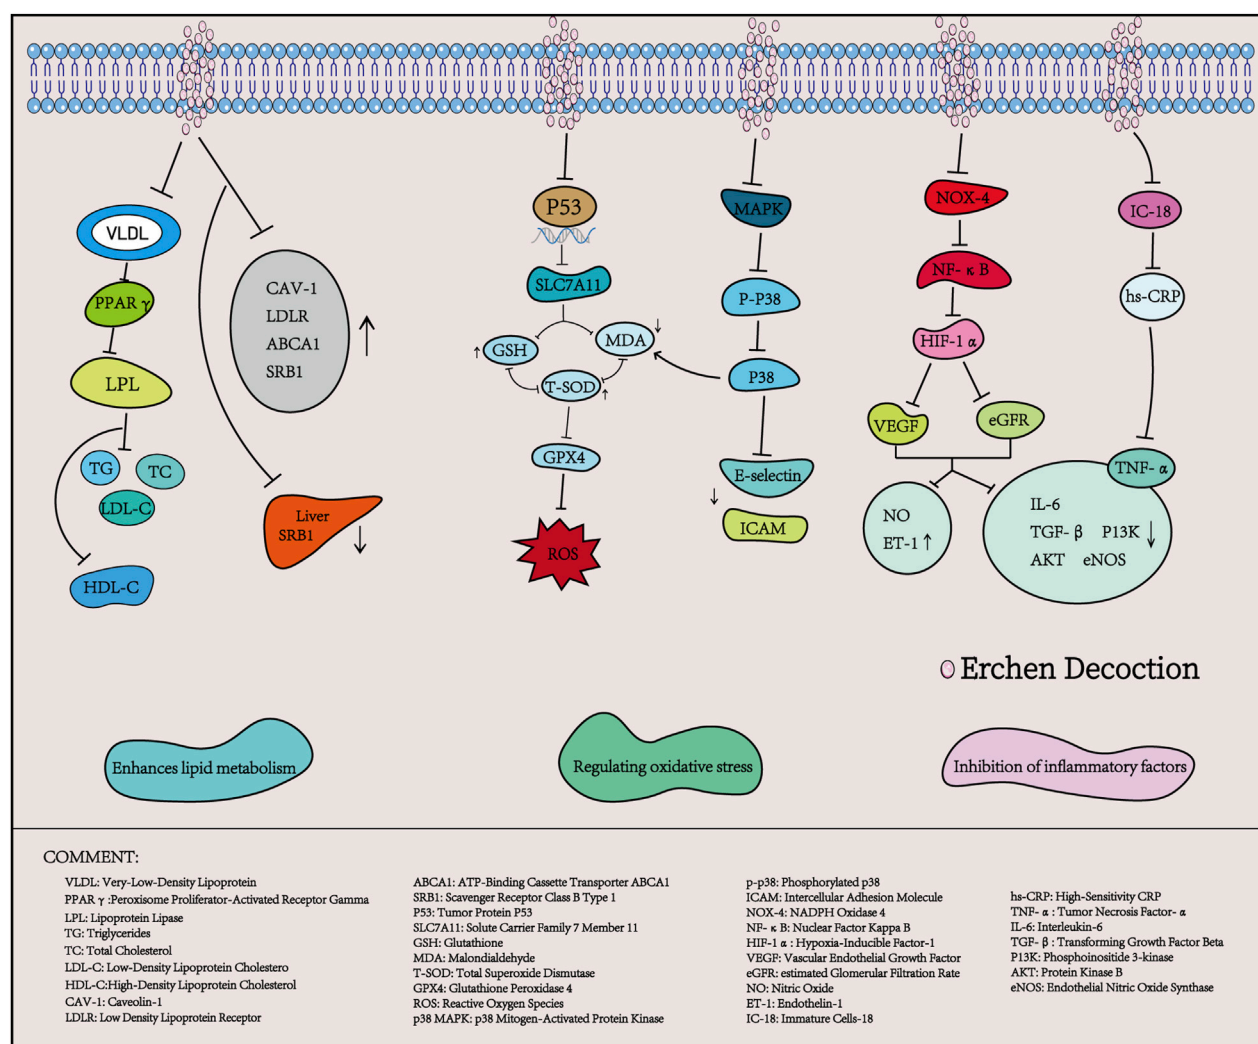 VLDL
PPAR γ
LPL
TG
TC
LDL-C
HDL-C
CAV-1
LDLR
ABCA1
SRB1
Liver
SRB1
P53
SLC7A11
GSH
MDA
T-SOD
GPX4
ROS
MAPK
P-P38
P38
E-selectin
ICAM
NOX-4
NF- κ B
HIF-1 α
VEGF
eGFR
NO
ET-1
IC-18
hs-CRP
TNF- α
IL-6
TGF- β P13K
AKT eNOS
Erchen Decoction
Enhances lipid metabolism
Regulating oxidative stress
Inhibition of inflammatory factors
COMMENT:
VLDL: Very-Low-Density Lipoprotein
PPAR γ :Peroxisome Proliferator-Activated Receptor Gamma
LPL: Lipoprotein Lipase
TG: Triglycerides
TC: Total Cholesterol
LDL-C: Low-Density Lipoprotein Cholestero
HDL-C:High-Density Lipoprotein Cholesterol
CAV-1: Caveolin-1
LDLR: Low Density Lipoprotein Receptor
ABCA1: ATP-Binding Cassette Transporter ABCA1
SRB1: Scavenger Receptor Class B Type 1
P53: Tumor Protein P53
SLC7A11: Solute Carrier Family 7 Member 11
GSH: Glutathione
MDA: Malondialdehyde
T-SOD: Total Superoxide Dismutase
GPX4: Glutathione Peroxidase 4
ROS: Reactive Oxygen Species
p38 MAPK: p38 Mitogen-Activated Protein Kinase
p-p38: Phosphorylated p38
ICAM: Intercellular Adhesion Molecule
NOX-4: NADPH Oxidase 4
NF- κ B: Nuclear Factor Kappa B
HIF-1 α : Hypoxia-Inducible Factor-1
VEGF: Vascular Endothelial Growth Factor
eGFR: estimated Glomerular Filtration Rate
NO: Nitric Oxide
ET-1: Endothelin-1
IC-18: Immature Cells-18
hs-CRP: High-Sensitivity CRP
TNF- α : Tumor Necrosis Factor- α
IL-6: Interleukin-6
TGF- β : Transforming Growth Factor Beta
P13K: Phosphoinositide 3-kinase
AKT: Protein Kinase B
eNOS: Endothelial Nitric Oxide Synthase